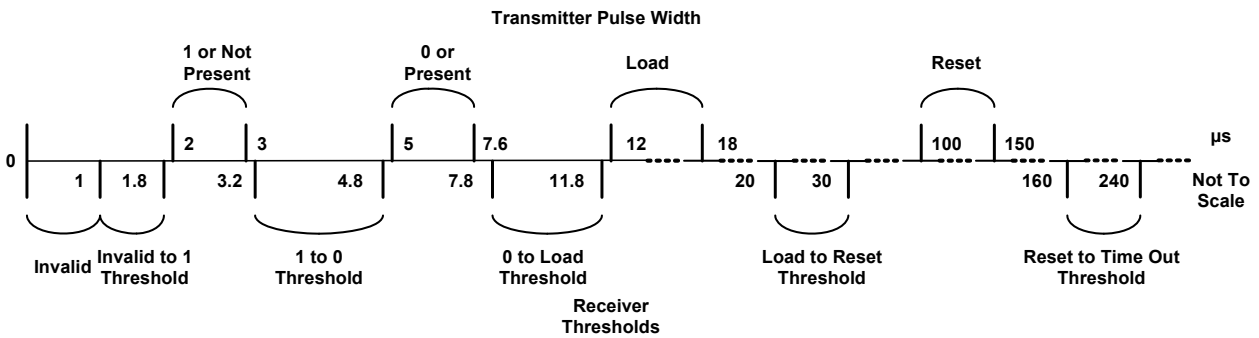 Transmitter Pulse Width
1 or Not
Present
0 or
Present
Load
Reset
2
3
5
7.6
12
18
100
150
µs
0
1
1.8
3.2
4.8
7.8
11.8
20
30
160
240
Not To
Scale
Invalid
Invalid to 1
Threshold
1 to 0
Threshold
0 to Load
Threshold
Load to Reset
Threshold
Reset to Time Out
Threshold
Receiver
Thresholds